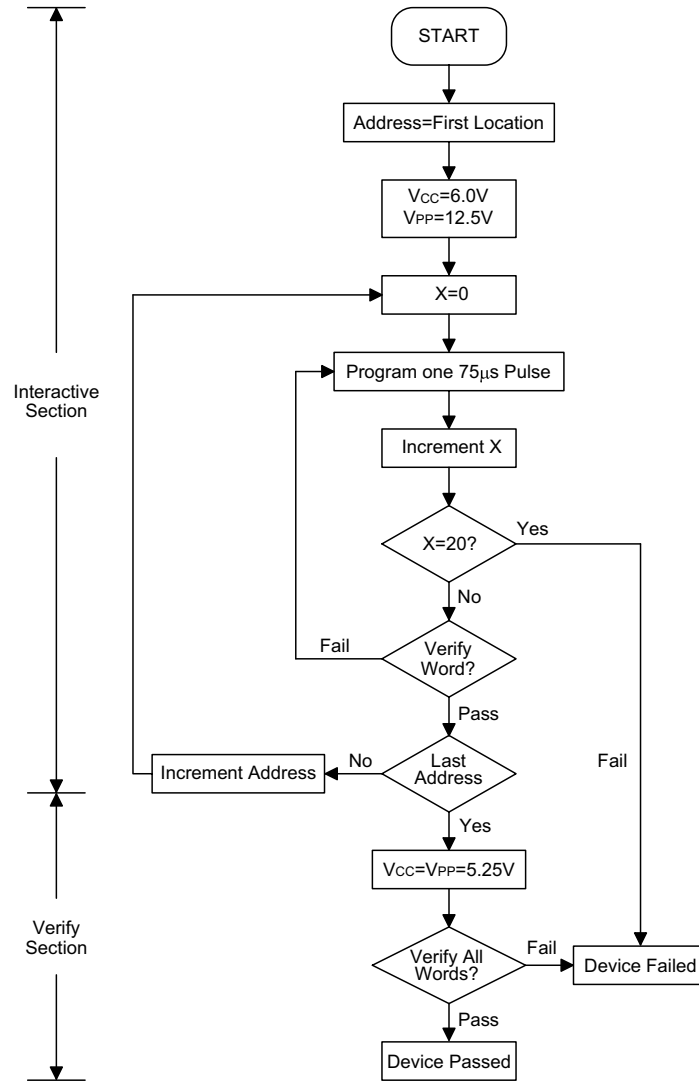 START
Address=First Location
VCC=6.0V
VPP=12.5V
X=0
Program one 75μs Pulse
Interactive
Section
Increment X
X=20?
Yes
No
Fail
Verify
Word?
Pass
Increment Address
No
Last
Address
Fail
Yes
VCC=VPP=5.25V
Verify
Section
Verify All
Words?
Fail
Device Failed
Pass
Device Passed